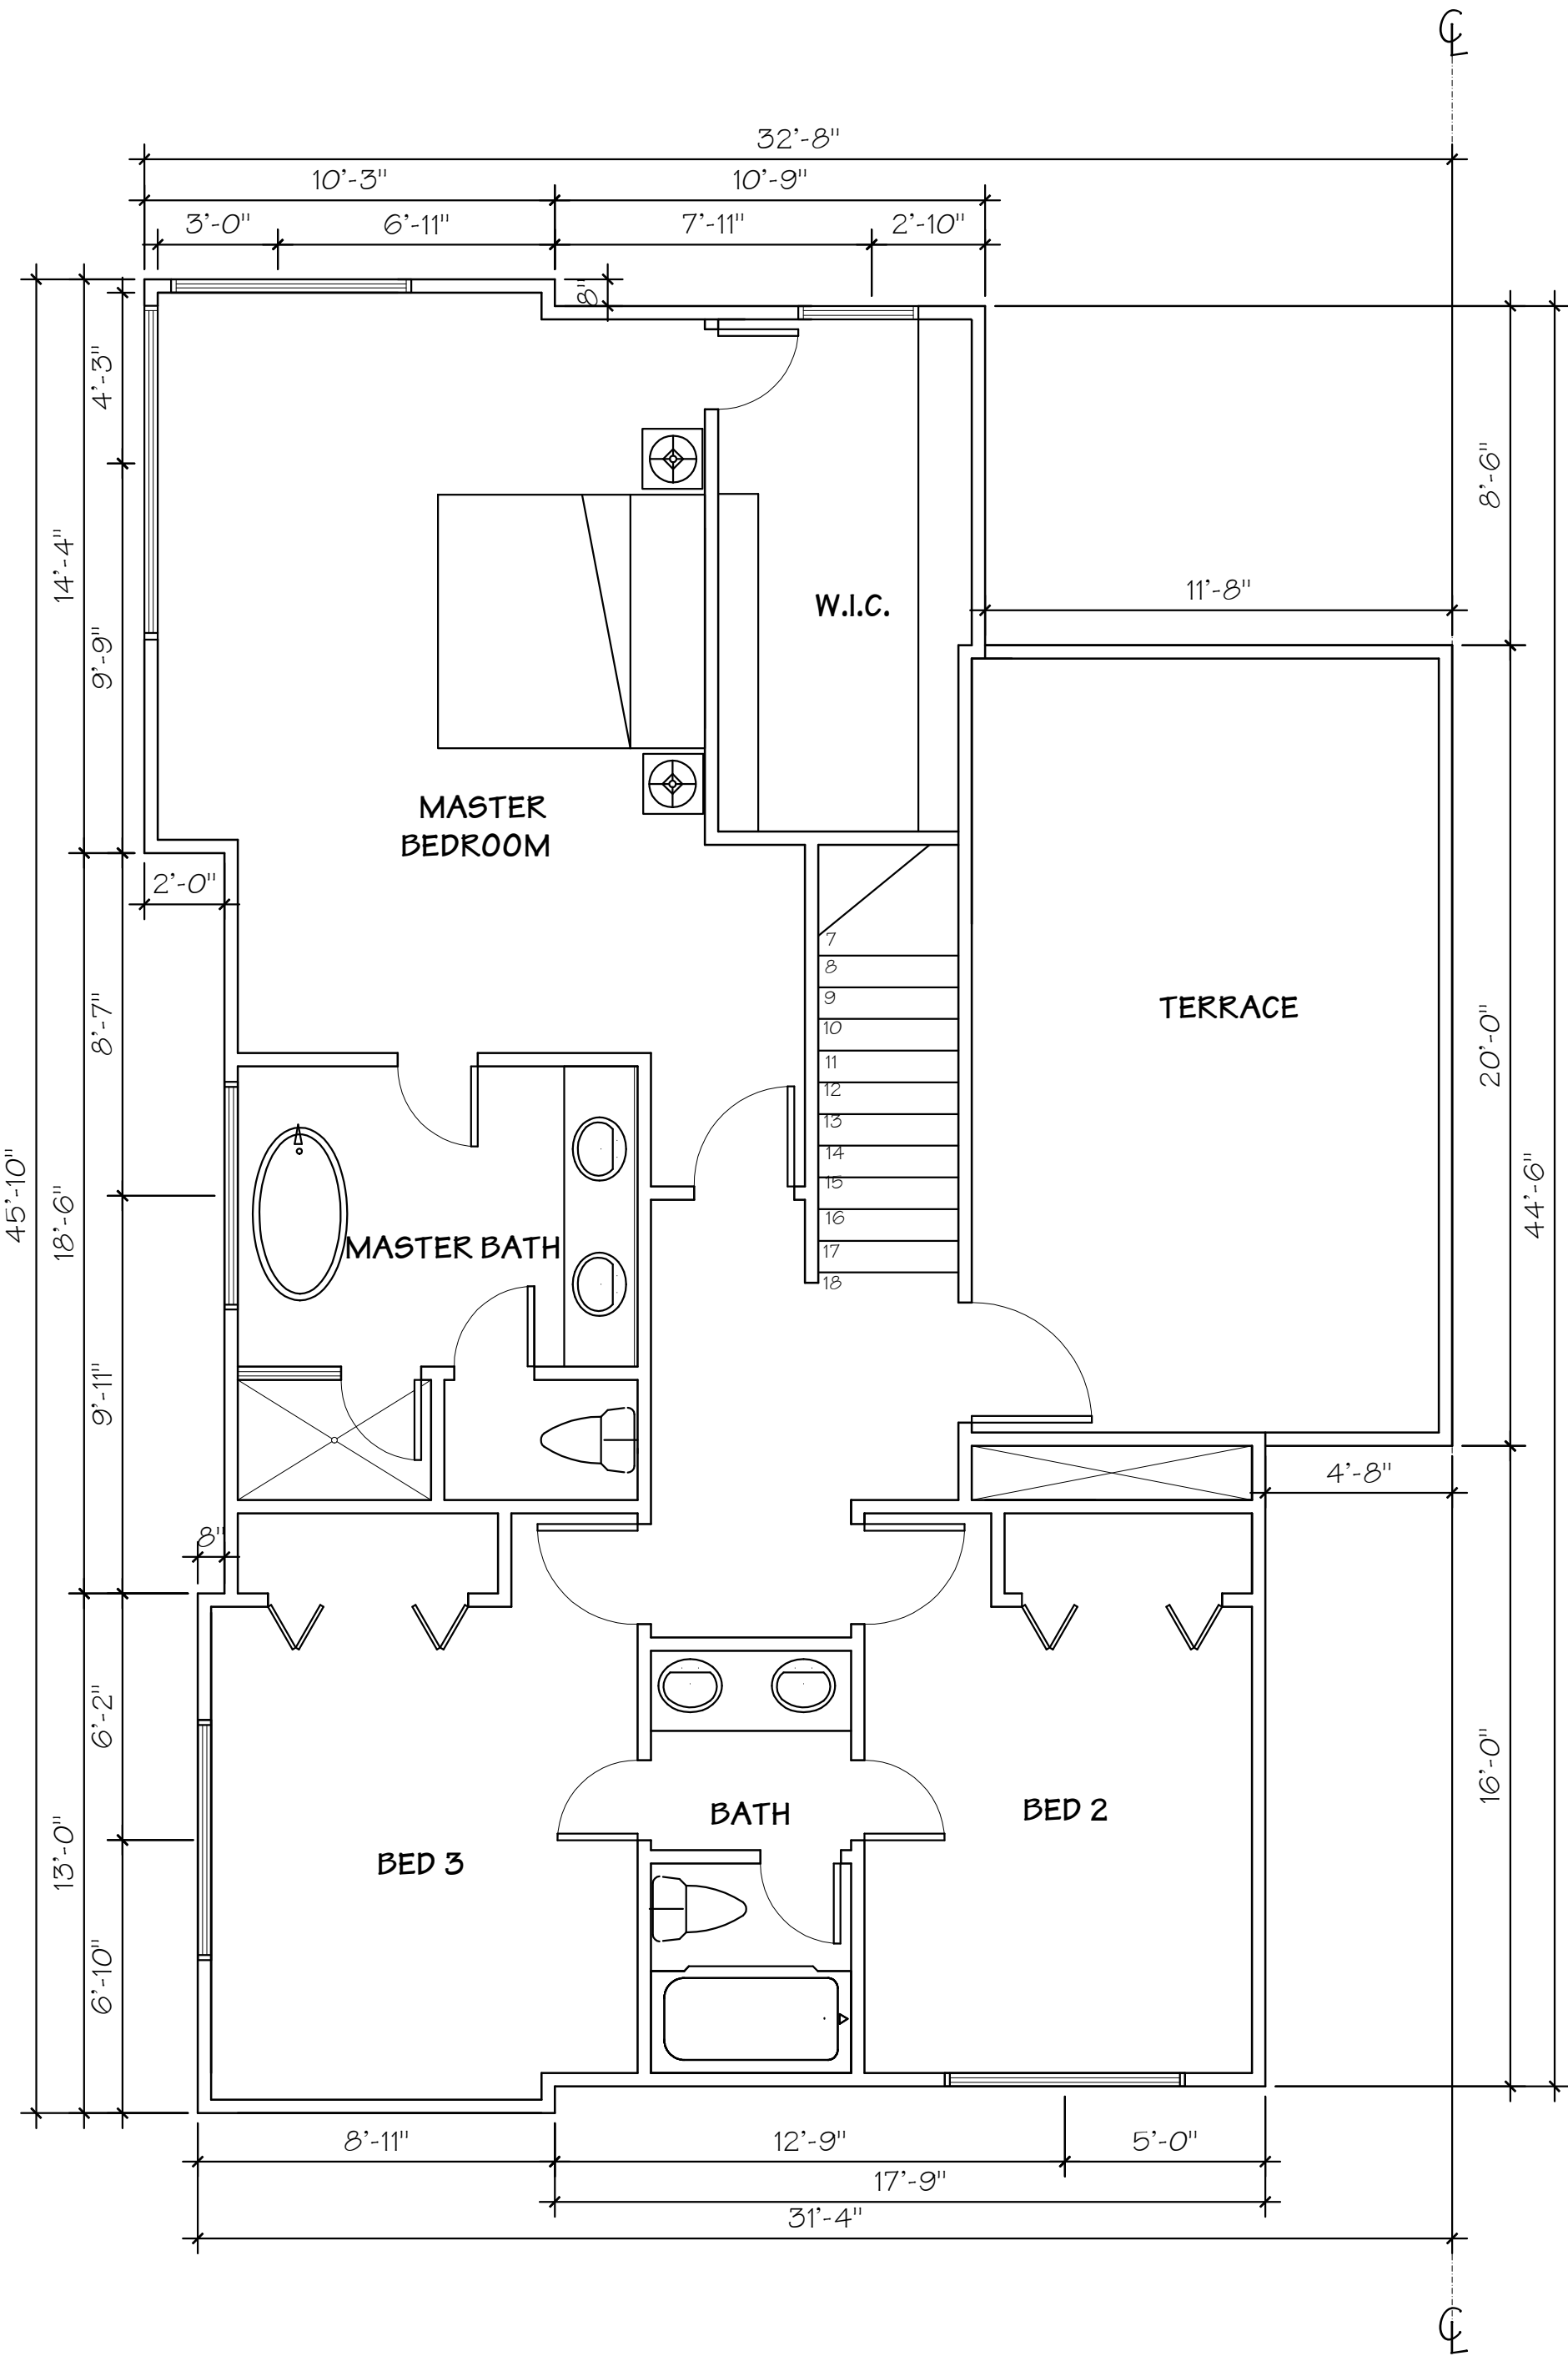 C
L
32'-8"
10'-3" 10'-9"
3'-0" 6'-11" 7'-11" 2'-10"
8"
4'-3"
8'-6"
14'-4"
11'-8"
W.I.C.
9'-9"
MASTER
BEDROOM
2'-0"
7
8
9
10
11
12
13
14
15
16
17
18
TERRACE
8'-7"
20'-0"
45'-10"
18'-6"
44'-6"
MASTER BATH
9'-11"
4'-8"
8"
6'-2"
16'-0"
BATH
BED 2
13'-0"
BED 3
6'-10"
8'-11" 12'-9" 5'-0"
17'-9"
31'-4"
C
L